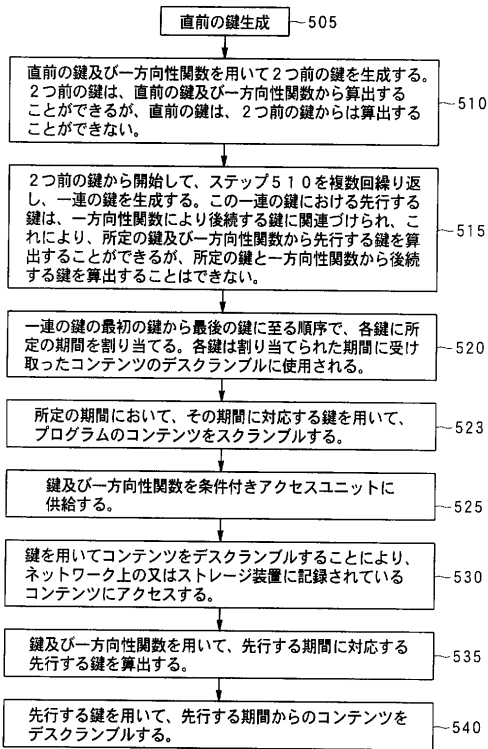 直前の鍵生成
505
直前の鍵及び一方向性関数を用いて2つ前の鍵を生成する。
2つ前の鍵は、直前の鍵及び一方向性関数から算出する
ことができるが、直前の鍵は、2つ前の鍵からは算出する
ことができない。
510
2つ前の鍵から開始して、ステップ510を複数回繰り返
し、一連の鍵を生成する。この一連の鍵における先行する
鍵は、一方向性関数により後続する鍵に関連づけられ、こ
れにより、所定の鍵及び一方向性関数から先行する鍵を算
出することができるが、所定の鍵と一方向性関数から後続
する鍵を算出することはできない。
515
一連の鍵の最初の鍵から最後の鍵に至る順序で、各鍵に所
定の期間を割り当てる。各鍵は割り当てられた期間に受け
取ったコンテンツのデスクランブルに使用される。
520
所定の期間において、その期間に対応する鍵を用いて、
プログラムのコンテンツをスクランブルする。
523
鍵及び一方向性関数を条件付きアクセスユニットに
供給する。
525
鍵を用いてコンテンツをデスクランブルすることにより、
ネットワーク上の又はストレージ装置に記録されている
コンテンツにアクセスする。
530
鍵及び一方向性関数を用いて、先行する期間に対応する
先行する鍵を算出する。
535
先行する鍵を用いて、先行する期間からのコンテンツを
デスクランブルする。
540